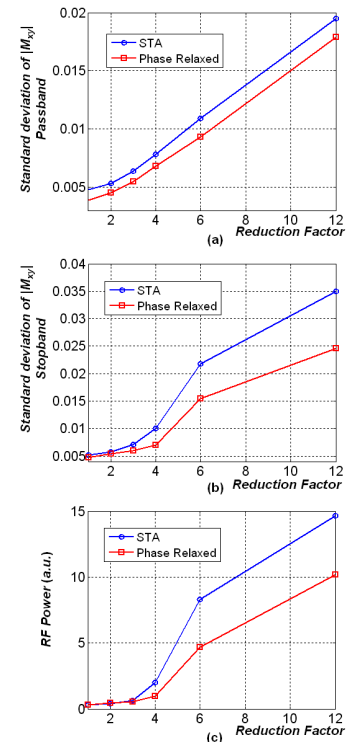 Standard deviation of |Mxy|
Passband
0.02
0.015
0.01
0.005
STA
Phase Relaxed
2 4 6 8 10 12
Reduction Factor
(a)
Standard deviation of |Mxy|
Stopband
0.04
0.035
0.03
0.025
0.02
0.015
0.01
0.005
STA
Phase Relaxed
2 4 6 8 10 12
Reduction Factor
(b)
RF Power (a.u.)
15
10
5
0
STA
Phase Relaxed
2 4 6 8 10 12
Reduction Factor
(c)